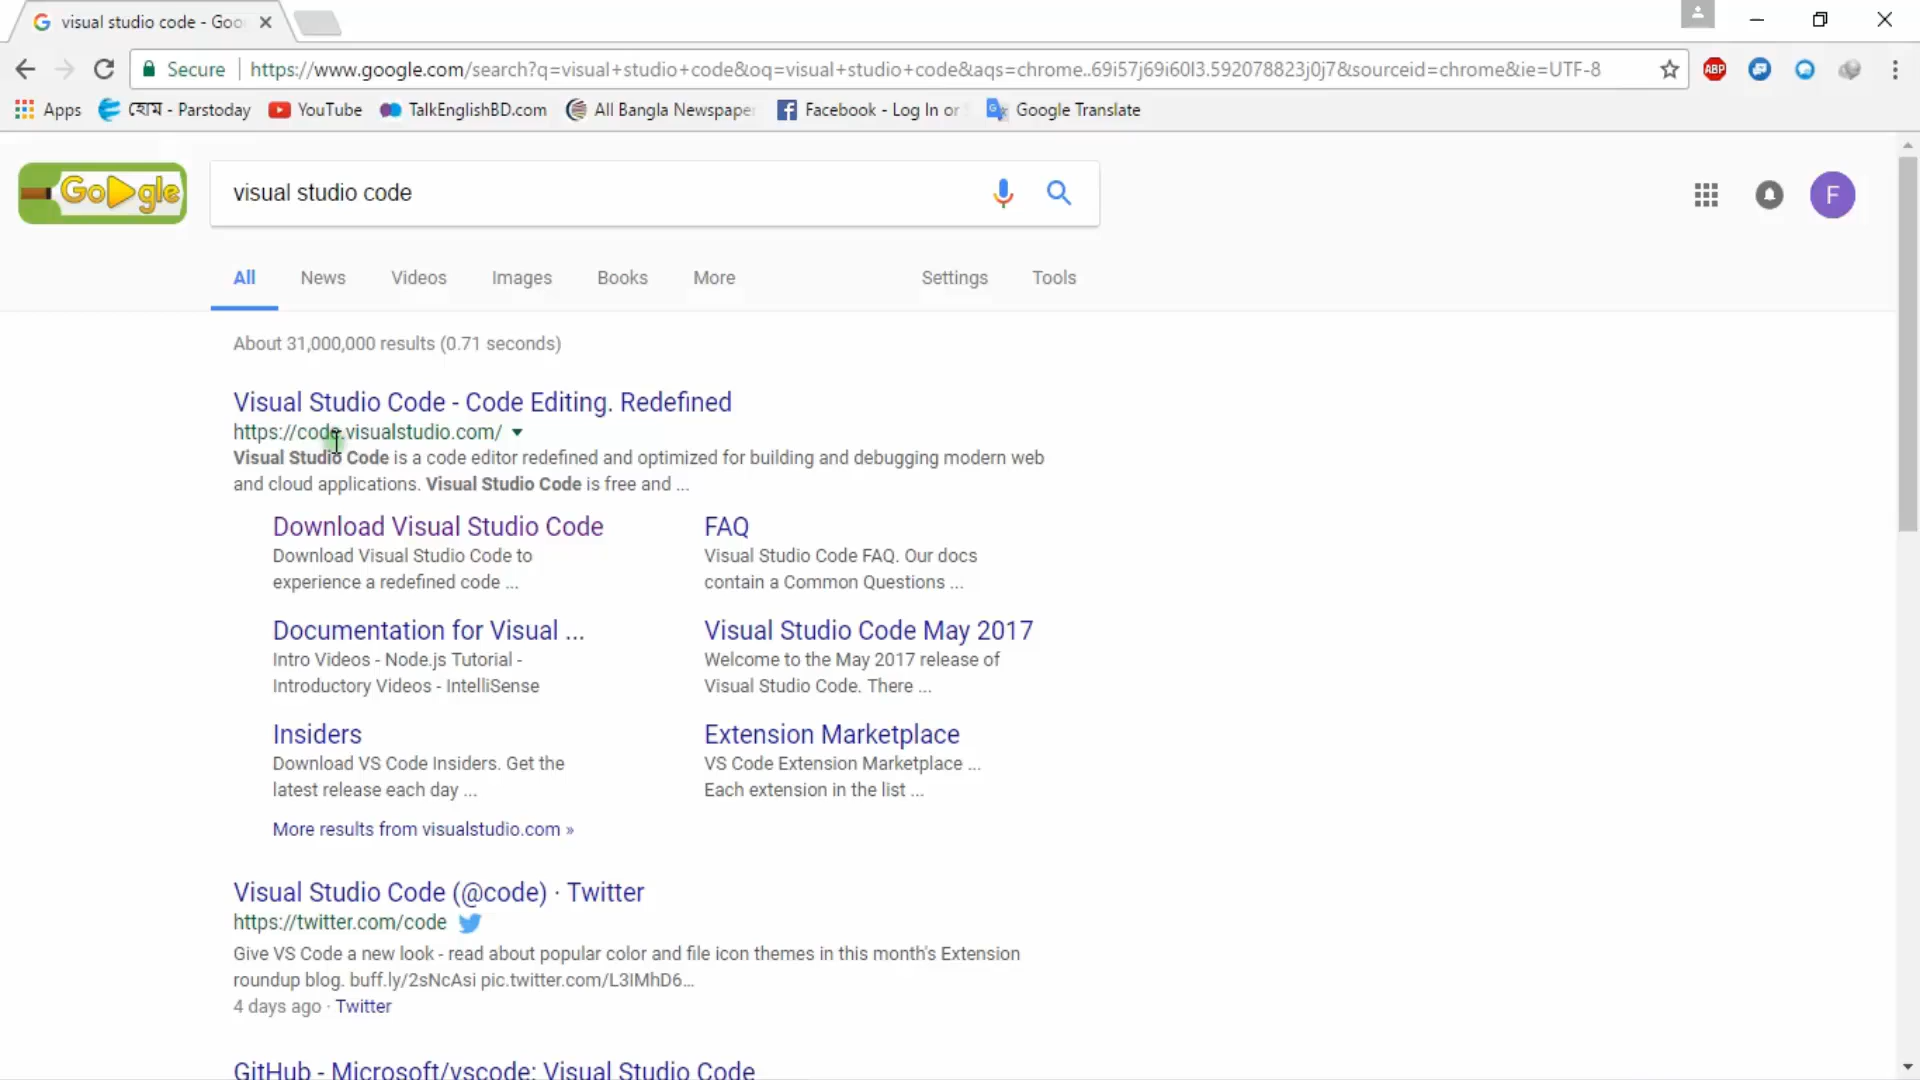 visual studio code - Goo
Secure https://www.google.com/search?q=visual+studio+code&oq=visual+studio+code&aqs=chrome..69i57j69i60l3.592078823j0j7&sourceid=chrome&ie=UTF-8
ABP
Apps হোম - Parstoday YouTube TalkEnglishBD.com All Bangla Newspape Facebook - Log In or Google Translate
Google visual studio code F
All News Videos Images Books More Settings Tools
About 31,000,000 results (0.71 seconds)
Visual Studio Code - Code Editing. Redefined
https://code.visualstudio.com/
Visual Studio Code is a code editor redefined and optimized for building and debugging modern web
and cloud applications. Visual Studio Code is free and ...
Download Visual Studio Code
Download Visual Studio Code to
experience a redefined code ...
FAQ
Visual Studio Code FAQ. Our docs
contain a Common Questions ...
Documentation for Visual ...
Intro Videos - Node.js Tutorial -
Introductory Videos - IntelliSense
Visual Studio Code May 2017
Welcome to the May 2017 release of
Visual Studio Code. There ...
Insiders
Download VS Code Insiders. Get the
latest release each day ...
Extension Marketplace
VS Code Extension Marketplace ...
Each extension in the list ...
More results from visualstudio.com »
Visual Studio Code (@code) · Twitter
https://twitter.com/code
Give VS Code a new look - read about popular color and file icon themes in this month's Extension
roundup blog. buff.ly/2sNcAsi pic.twitter.com/L3IMhD6...
4 days ago · Twitter
GitHub - Microsoft/vscode: Visual Studio Code